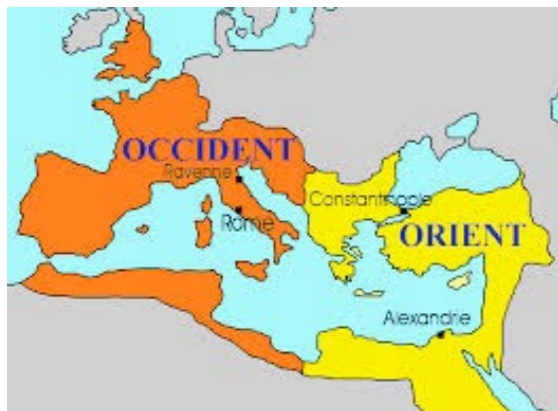 OCCIDENT
Ravenne
Constantinople
Rome
ORIENT
Alexandrie